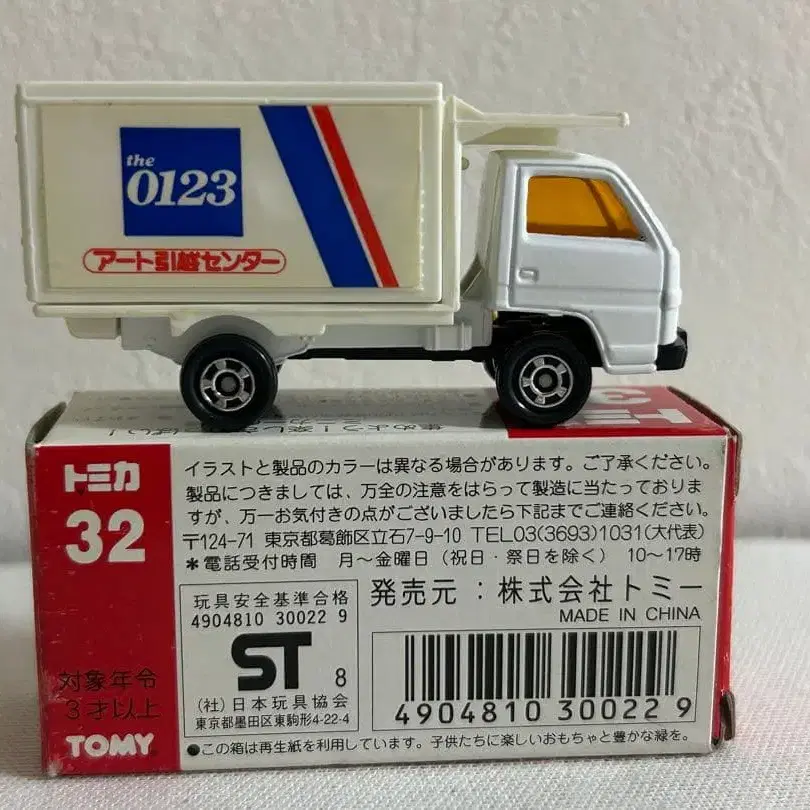 the
0123
アート引越センター
トミカ
32
対象年令
3才以上
TOMY
イラストと製品のカラーは異なる場合があります。ご了承ください。
製品につきましては、万全の注意をはらって製造に当たっておりま
すが、万一お気付きの点がございましたら下記までご連絡ください。
〒124-71 東京都葛飾区立石7-9-10 TEL03(3693)1031(大代表)
*電話受付時間 月〜金曜日(祝日・祭日を除く) 10〜17時
玩具安全基準合格
4904810 30022 9
ST 8
(社)日本玩具協会
東京都墨田区東駒形4-22-4
発売元:株式会社トミー
MADE IN CHINA
4904810 300229
●この箱は再生紙を利用しています。子供たちに楽しいおもちゃと豊かな緑を。